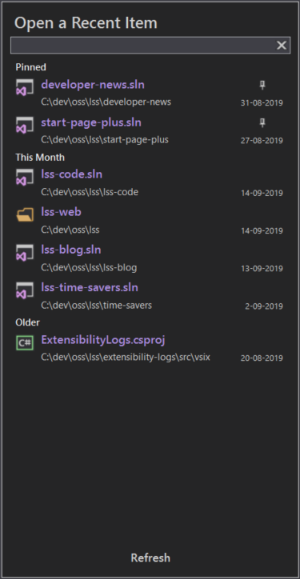 Open a Recent Item
Pinned
developer-news.sln
C:\dev\oss\lss\developer-news 31-08-2019
start-page-plus.sln
C:\dev\oss\lss\start-page-plus 27-08-2019
This Month
lss-code.sln
C:\dev\oss\lss\lss-code 14-09-2019
lss-web
C:\dev\oss\lss 14-09-2019
lss-blog.sln
C:\dev\oss\lss\lss-blog 13-09-2019
lss-time-savers.sln
C:\dev\oss\lss\time-savers 2-09-2019
Older
C# ExtensibilityLogs.csproj
C:\dev\oss\lss\extensibility-logs\src\vsix 20-08-2019
Refresh